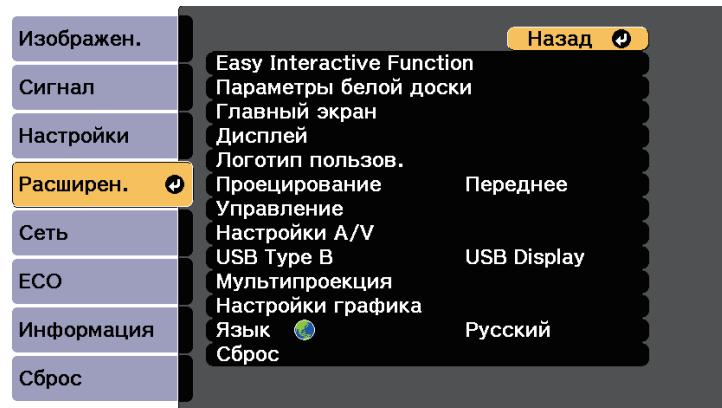 Изображен.
Сигнал
Настройки
Расширен.
Сеть
ECO
Информация
Сброс
Назад
Easy Interactive Function
Параметры белой доски
Главный экран
Дисплей
Логотип пользов.
Проецирование Переднее
Управление
Настройки A/V
USB Type B USB Display
Мультипроекция
Настройки графика
Язык Русский
Сброс